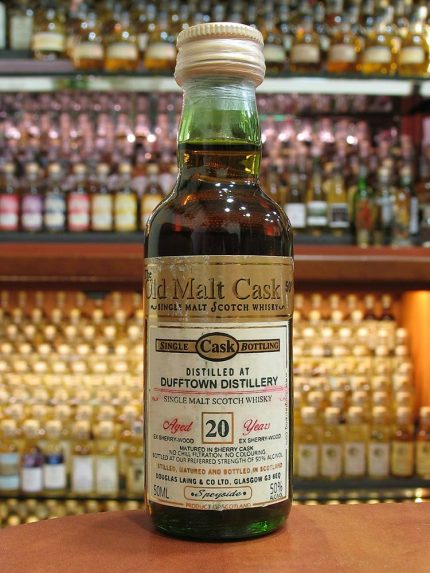 The
Old Malt Cask 50°
SINGLE MALT SCOTCH WHISKY
SINGLE Cask BOTTLING
DISTILLED AT
DUFFTOWN DISTILLERY
SINGLE MALT SCOTCH WHISKY
Aged 20 Years
EX SHERRY-WOOD EX SHERRY-WOOD
MATURED IN SHERRY CASK
NO CHILL FILTRATION: NO COLOURING
BOTTLED AT OUR PREFERRED STRENGTH OF 50% ALCOHOL
DISTILLED, MATURED AND BOTTLED IN SCOTLAND
DOUGLAS LAING & CO LTD, GLASGOW G3 6EQ
50ML Speyside 50%
PRODUCT OF SCOTLAND